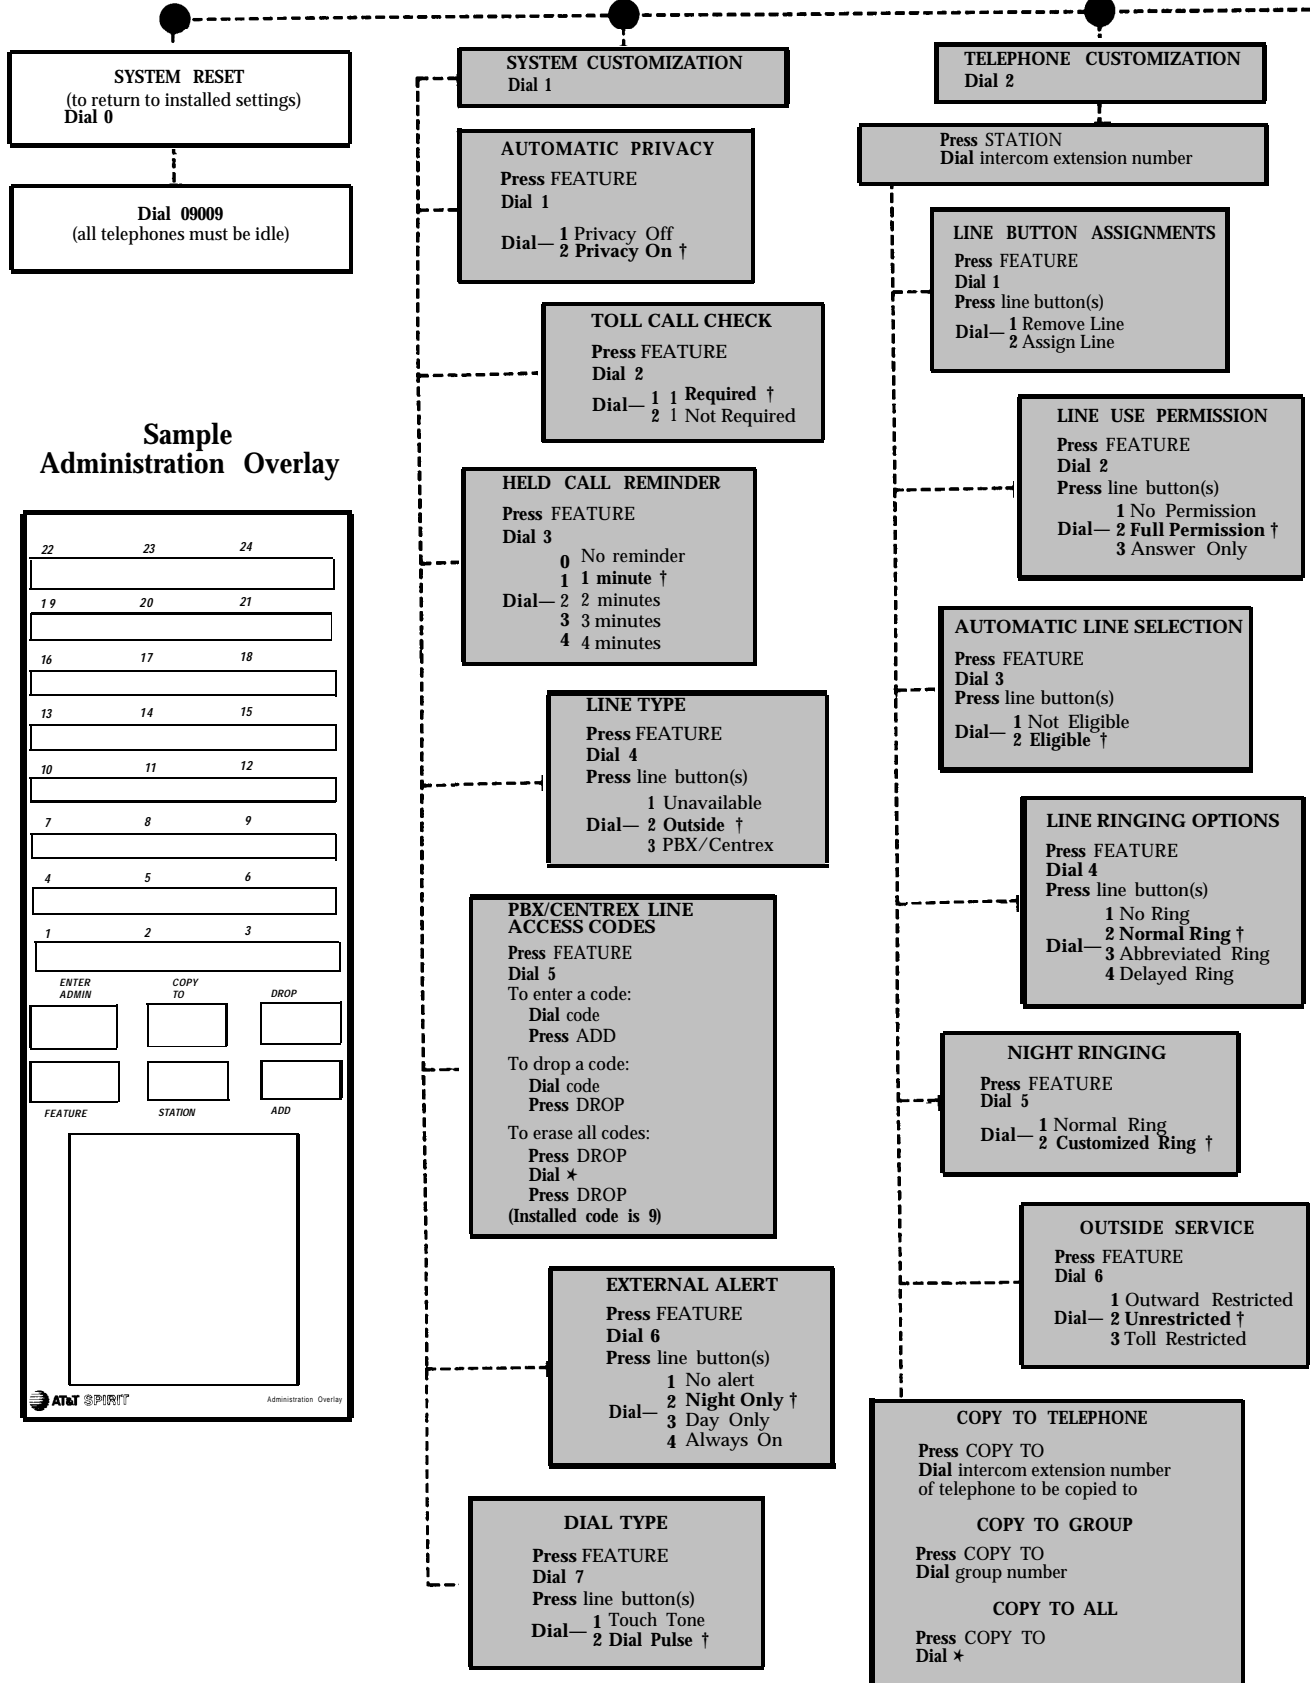 SYSTEM RESET
(to return to installed settings)
Dial 0
Dial 09009
(all telephones must be idle)
Sample
Administration Overlay
22 23 24
19 20 21
16 17 18
13 14 15
10 11 12
7 8 9
4 5 6
1 2 3
ENTER ADMIN
COPY TO
DROP
FEATURE
STATION
ADD
AT&T SPIRIT
Administration Overlay
SYSTEM CUSTOMIZATION
Dial 1
AUTOMATIC PRIVACY
Press FEATURE
Dial 1
Dial— 1 Privacy Off
2 Privacy On †
TOLL CALL CHECK
Press FEATURE
Dial 2
Dial— 1 1 Required †
2 1 Not Required
HELD CALL REMINDER
Press FEATURE
Dial 3
0 No reminder
1 1 minute †
Dial— 2 2 minutes
3 3 minutes
4 4 minutes
LINE TYPE
Press FEATURE
Dial 4
Press line button(s)
1 Unavailable
Dial— 2 Outside †
3 PBX/Centrex
PBX/CENTREX LINE
ACCESS CODES
Press FEATURE
Dial 5
To enter a code:
Dial code
Press ADD
To drop a code:
Dial code
Press DROP
To erase all codes:
Press DROP
Dial *
Press DROP
(Installed code is 9)
EXTERNAL ALERT
Press FEATURE
Dial 6
Press line button(s)
1 No alert
2 Night Only †
Dial—
3 Day Only
4 Always On
DIAL TYPE
Press FEATURE
Dial 7
Press line button(s)
Dial— 1 Touch Tone
2 Dial Pulse †
TELEPHONE CUSTOMIZATION
Dial 2
Press STATION
Dial intercom extension number
LINE BUTTON ASSIGNMENTS
Press FEATURE
Dial 1
Press line button(s)
Dial— 1 Remove Line
2 Assign Line
LINE USE PERMISSION
Press FEATURE
Dial 2
Press line button(s)
1 No Permission
Dial— 2 Full Permission †
3 Answer Only
AUTOMATIC LINE SELECTION
Press FEATURE
Dial 3
Press line button(s)
Dial— 1 Not Eligible
2 Eligible †
LINE RINGING OPTIONS
Press FEATURE
Dial 4
Press line button(s)
1 No Ring
2 Normal Ring †
Dial—
3 Abbreviated Ring
4 Delayed Ring
NIGHT RINGING
Press FEATURE
Dial 5
Dial— 1 Normal Ring
2 Customized Ring †
OUTSIDE SERVICE
Press FEATURE
Dial 6
1 Outward Restricted
Dial— 2 Unrestricted †
3 Toll Restricted
COPY TO TELEPHONE
Press COPY TO
Dial intercom extension number
of telephone to be copied to
COPY TO GROUP
Press COPY TO
Dial group number
COPY TO ALL
Press COPY TO
Dial *